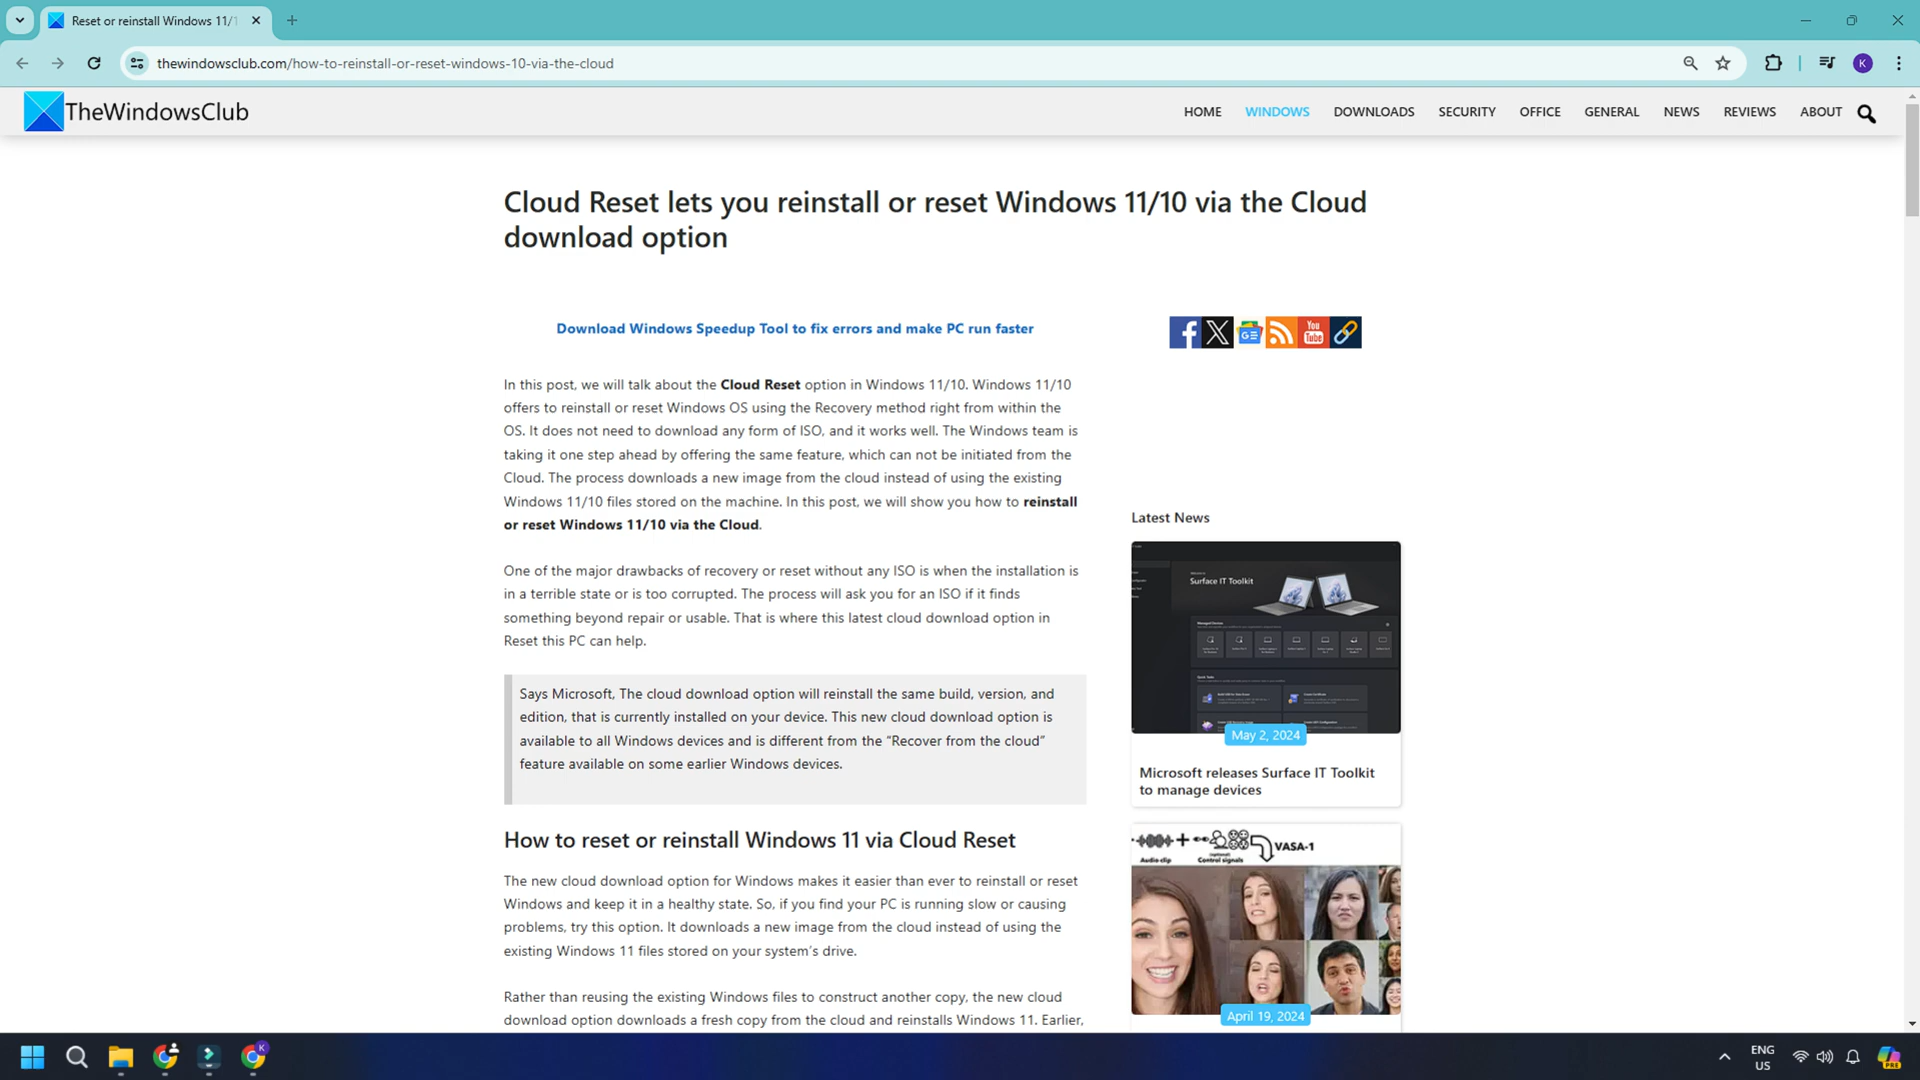 Reset or reinstall Windows 11/1
thewindowsclub.com/how-to-reinstall-or-reset-windows-10-via-the-cloud
K
TheWindowsClub
HOME WINDOWS DOWNLOADS SECURITY OFFICE GENERAL NEWS REVIEWS ABOUT
Cloud Reset lets you reinstall or reset Windows 11/10 via the Cloud
download option
Download Windows Speedup Tool to fix errors and make PC run faster
You
Tube
In this post, we will talk about the Cloud Reset option in Windows 11/10. Windows 11/10
offers to reinstall or reset Windows OS using the Recovery method right from within the
OS. It does not need to download any form of ISO, and it works well. The Windows team is
taking it one step ahead by offering the same feature, which can not be initiated from the
Cloud. The process downloads a new image from the cloud instead of using the existing
Windows 11/10 files stored on the machine. In this post, we will show you how to reinstall
or reset Windows 11/10 via the Cloud.
One of the major drawbacks of recovery or reset without any ISO is when the installation is
in a terrible state or is too corrupted. The process will ask you for an ISO if it finds
something beyond repair or usable. That is where this latest cloud download option in
Reset this PC can help.
Says Microsoft, The cloud download option will reinstall the same build, version, and
edition, that is currently installed on your device. This new cloud download option is
available to all Windows devices and is different from the “Recover from the cloud”
feature available on some earlier Windows devices.
How to reset or reinstall Windows 11 via Cloud Reset
The new cloud download option for Windows makes it easier than ever to reinstall or reset
Windows and keep it in a healthy state. So, if you find your PC is running slow or causing
problems, try this option. It downloads a new image from the cloud instead of using the
existing Windows 11 files stored on your system’s drive.
Rather than reusing the existing Windows files to construct another copy, the new cloud
download option downloads a fresh copy from the cloud and reinstalls Windows 11. Earlier,
Latest News
Surface IT Toolkit
May 2, 2024
Microsoft releases Surface IT Toolkit
to manage devices
VASA-1
Audio clip
Control signals
April 19, 2024
K
ENG
US
PRE